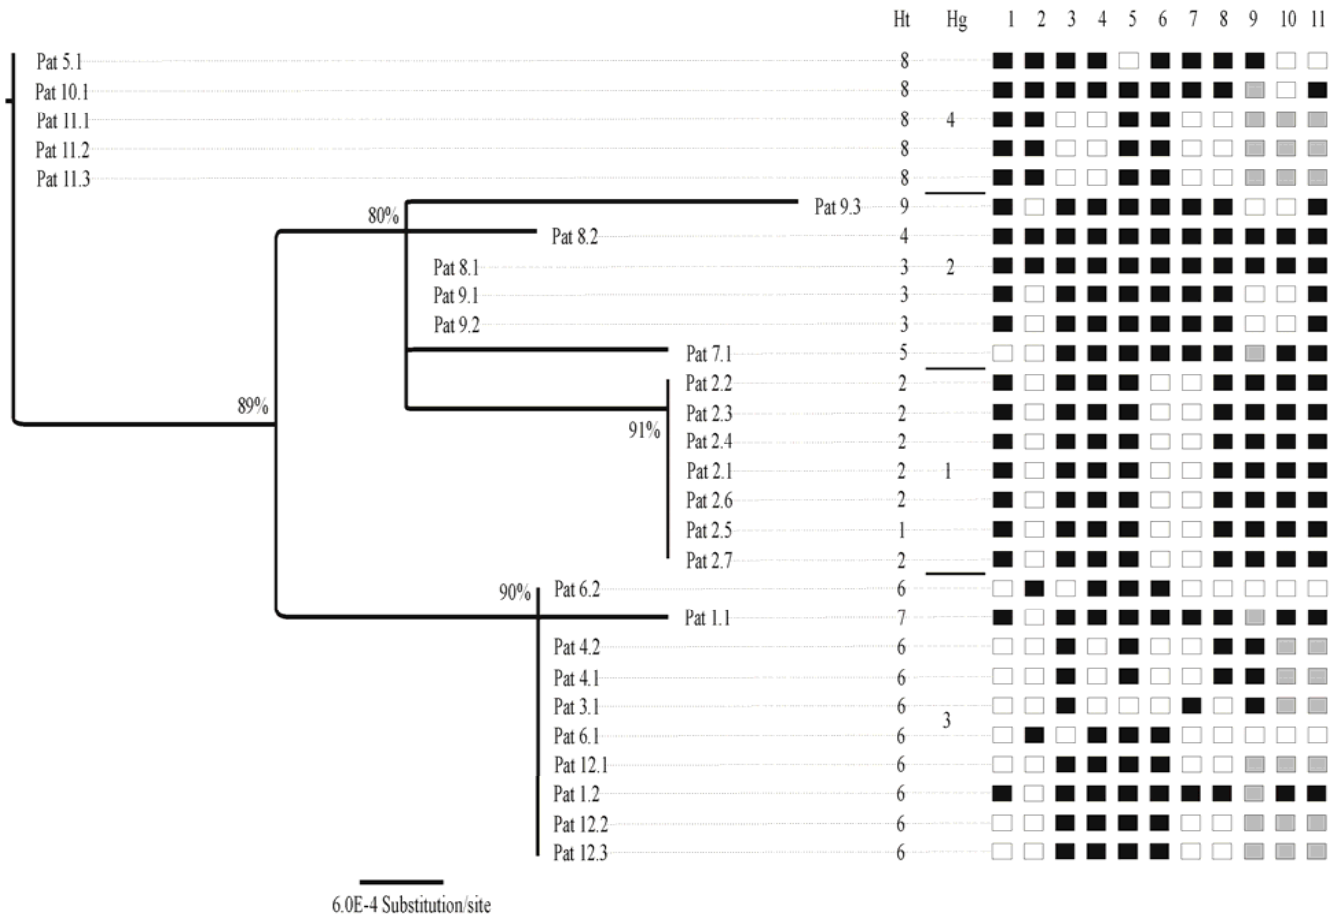 Ht Hg 1 2 3 4 5 6 7 8 9 10 11
Pat 5.1 8
Pat 10.1 8
Pat 11.1 8 4
Pat 11.2 8
Pat 11.3 8
80% Pat 9.3 9
Pat 8.2 4
Pat 8.1 3 2
Pat 9.1 3
Pat 9.2 3
Pat 7.1 5
Pat 2.2 2
89% Pat 2.3 2
91% Pat 2.4 2
Pat 2.1 2 1
Pat 2.6 2
Pat 2.5 1
Pat 2.7 2
90% Pat 6.2 6
Pat 1.1 7
Pat 4.2 6
Pat 4.1 6
Pat 3.1 6
3
Pat 6.1 6
Pat 12.1 6
Pat 1.2 6
Pat 12.2 6
Pat 12.3 6
6.0E-4 Substitution/site